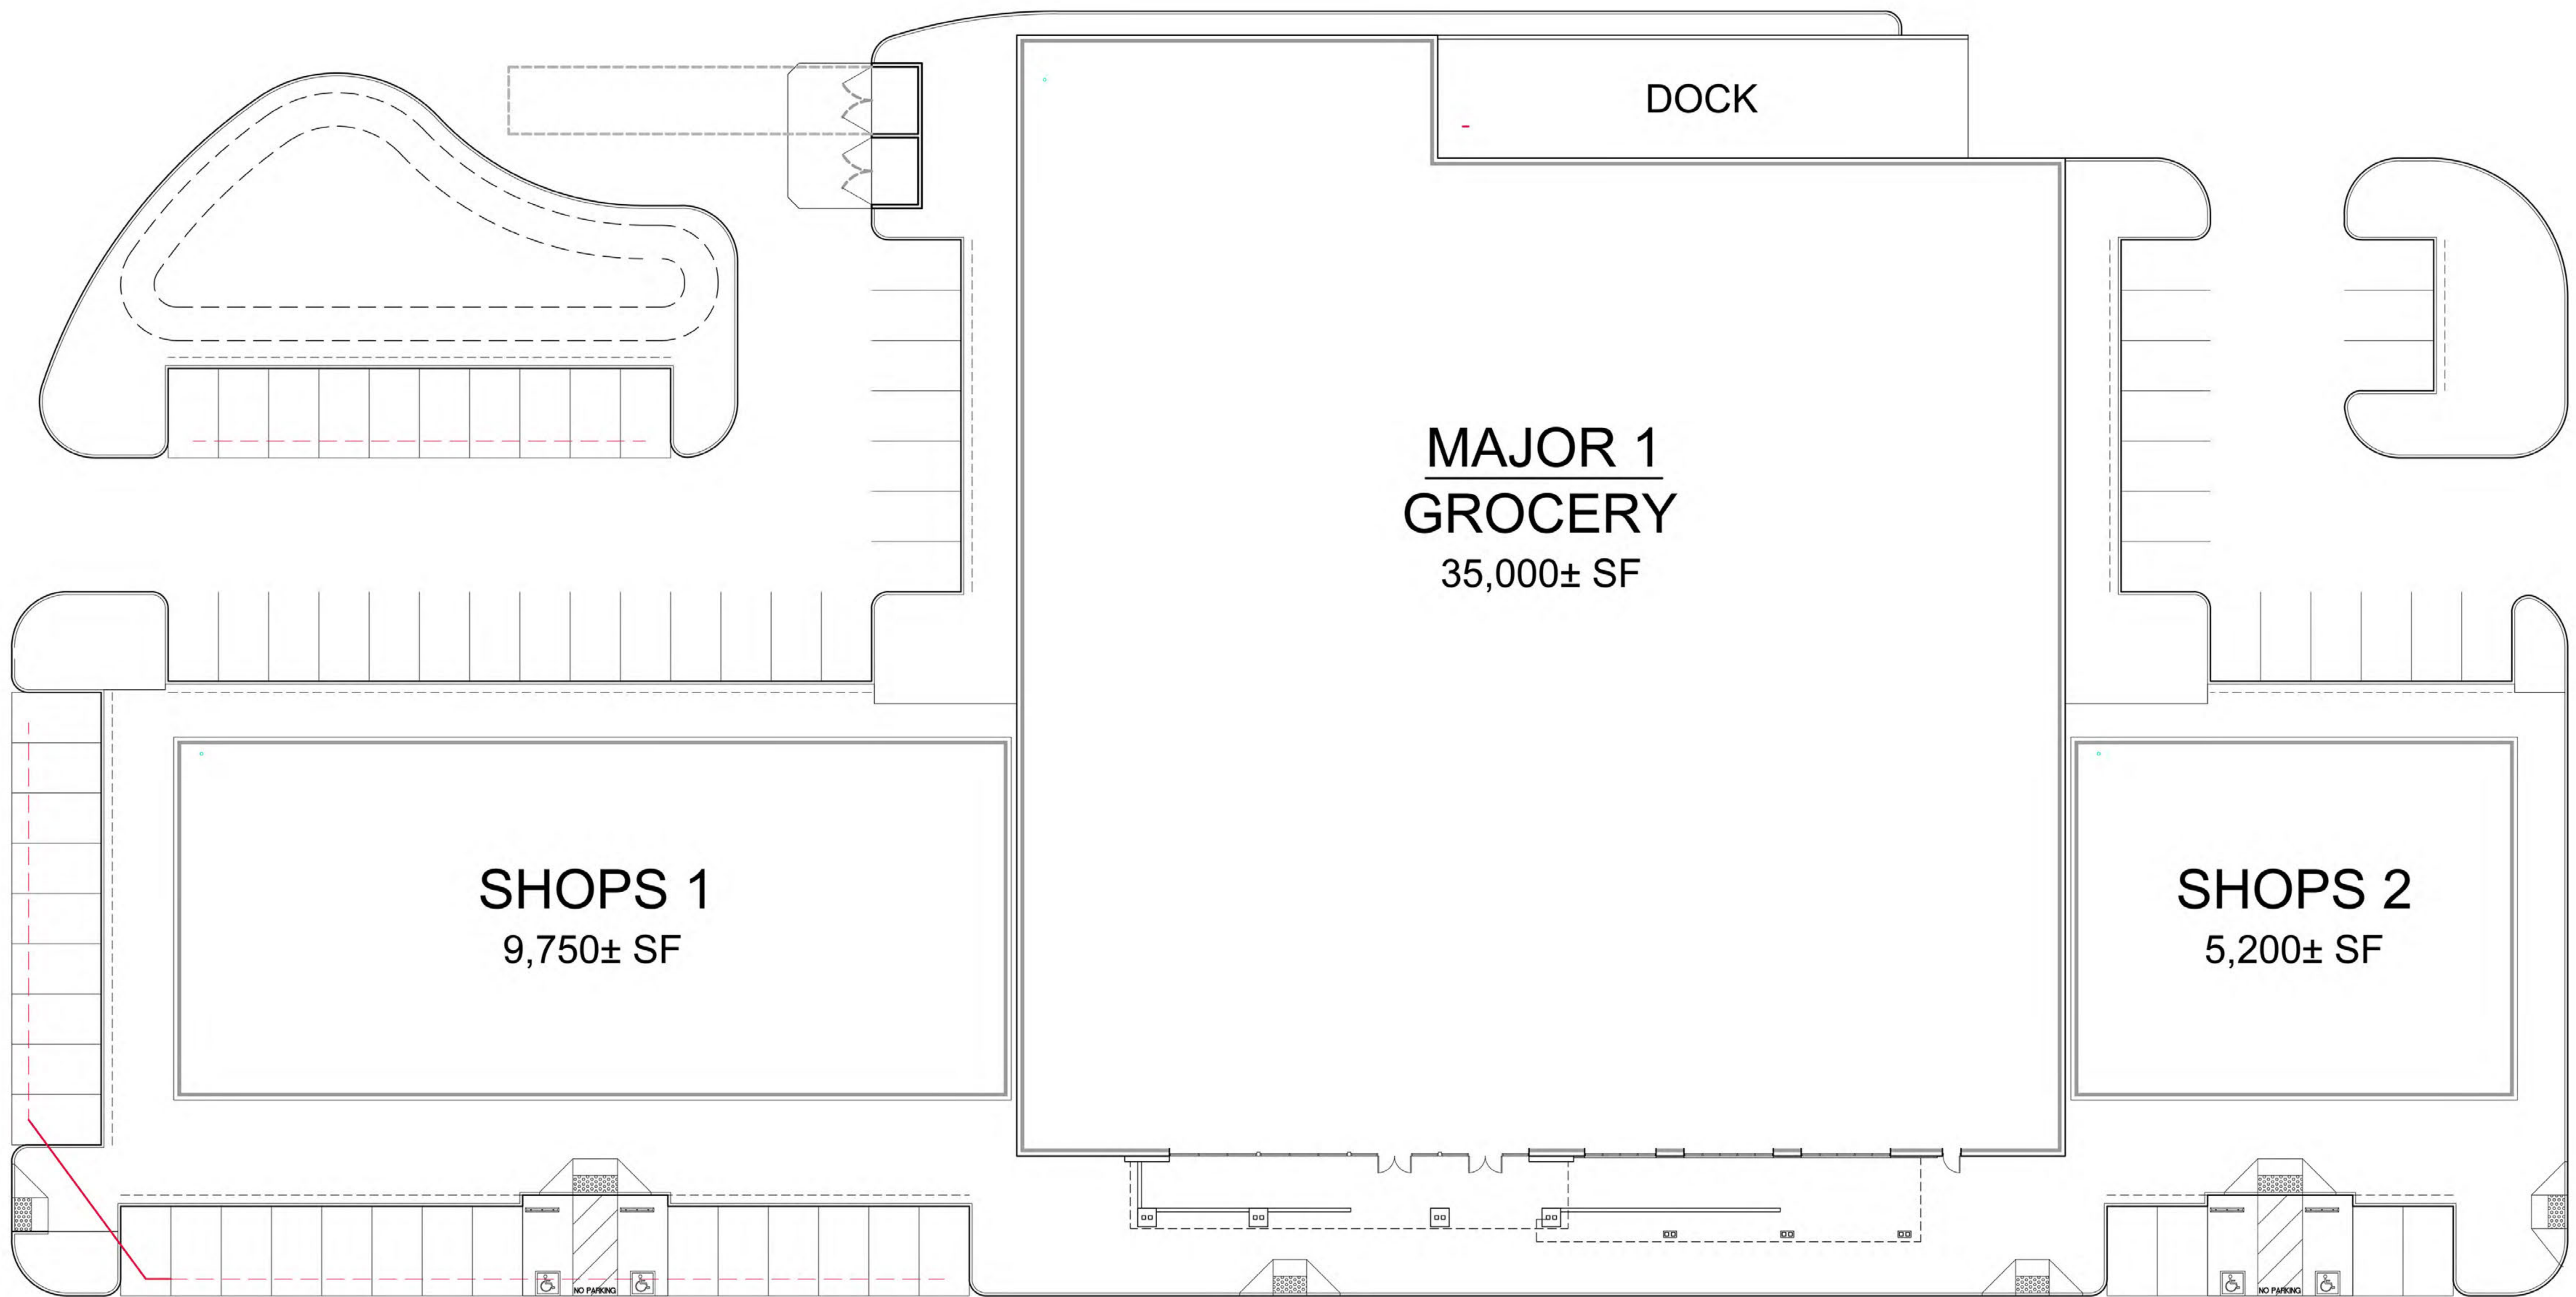 DOCK
MAJOR 1
GROCERY
35,000± SF
SHOPS 1
9,750± SF
SHOPS 2
5,200± SF
NO PARKING
NO PARKING